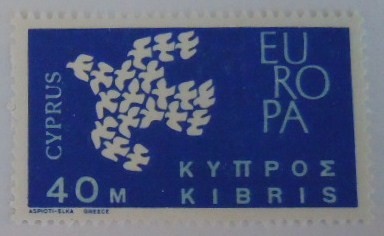 CYPRUS
EU
RO
PA
ΚΥΠΡΟΣ
KIBRIS
40 M
ASPIOTI-ELKA GREECE